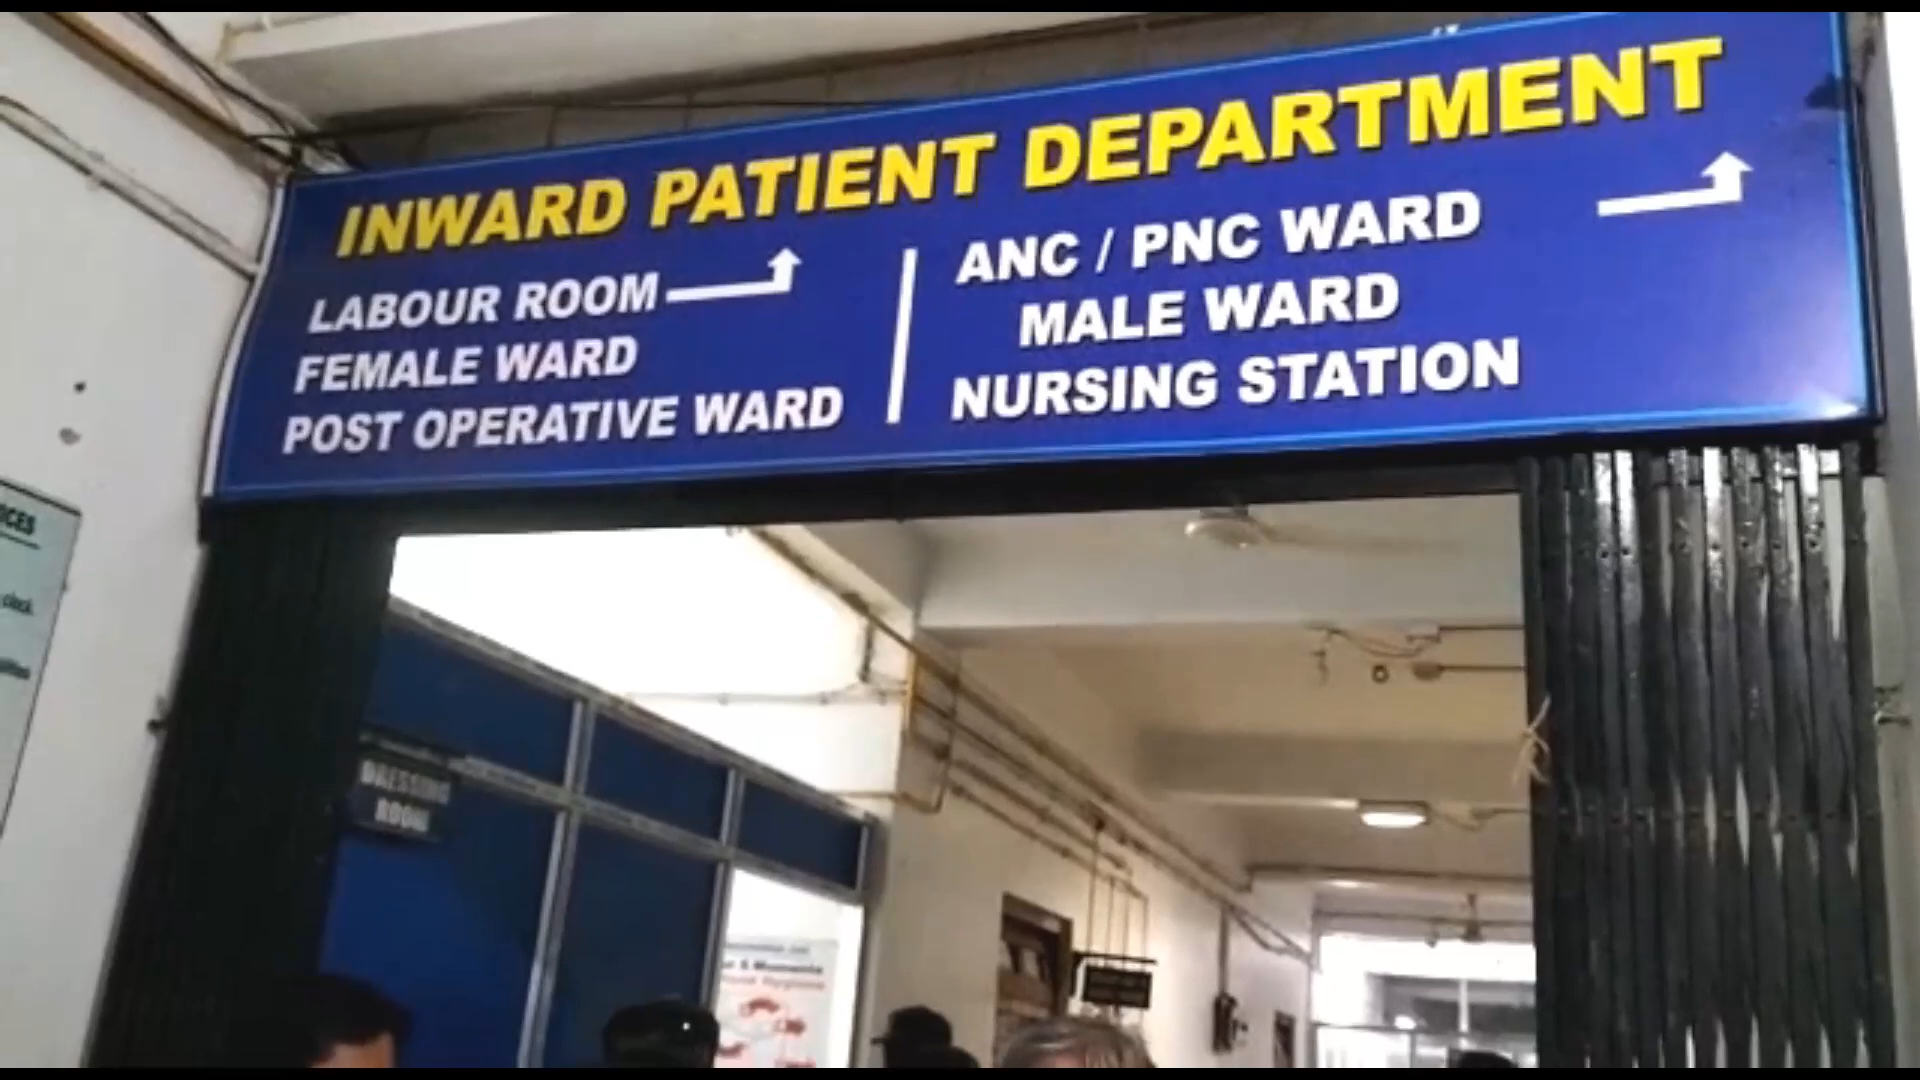 INWARD PATIENT DEPARTMENT
LABOUR ROOM
FEMALE WARD
POST OPERATIVE WARD
ANC / PNC WARD
MALE WARD
NURSING STATION
DRESSING
ROOM
clock.